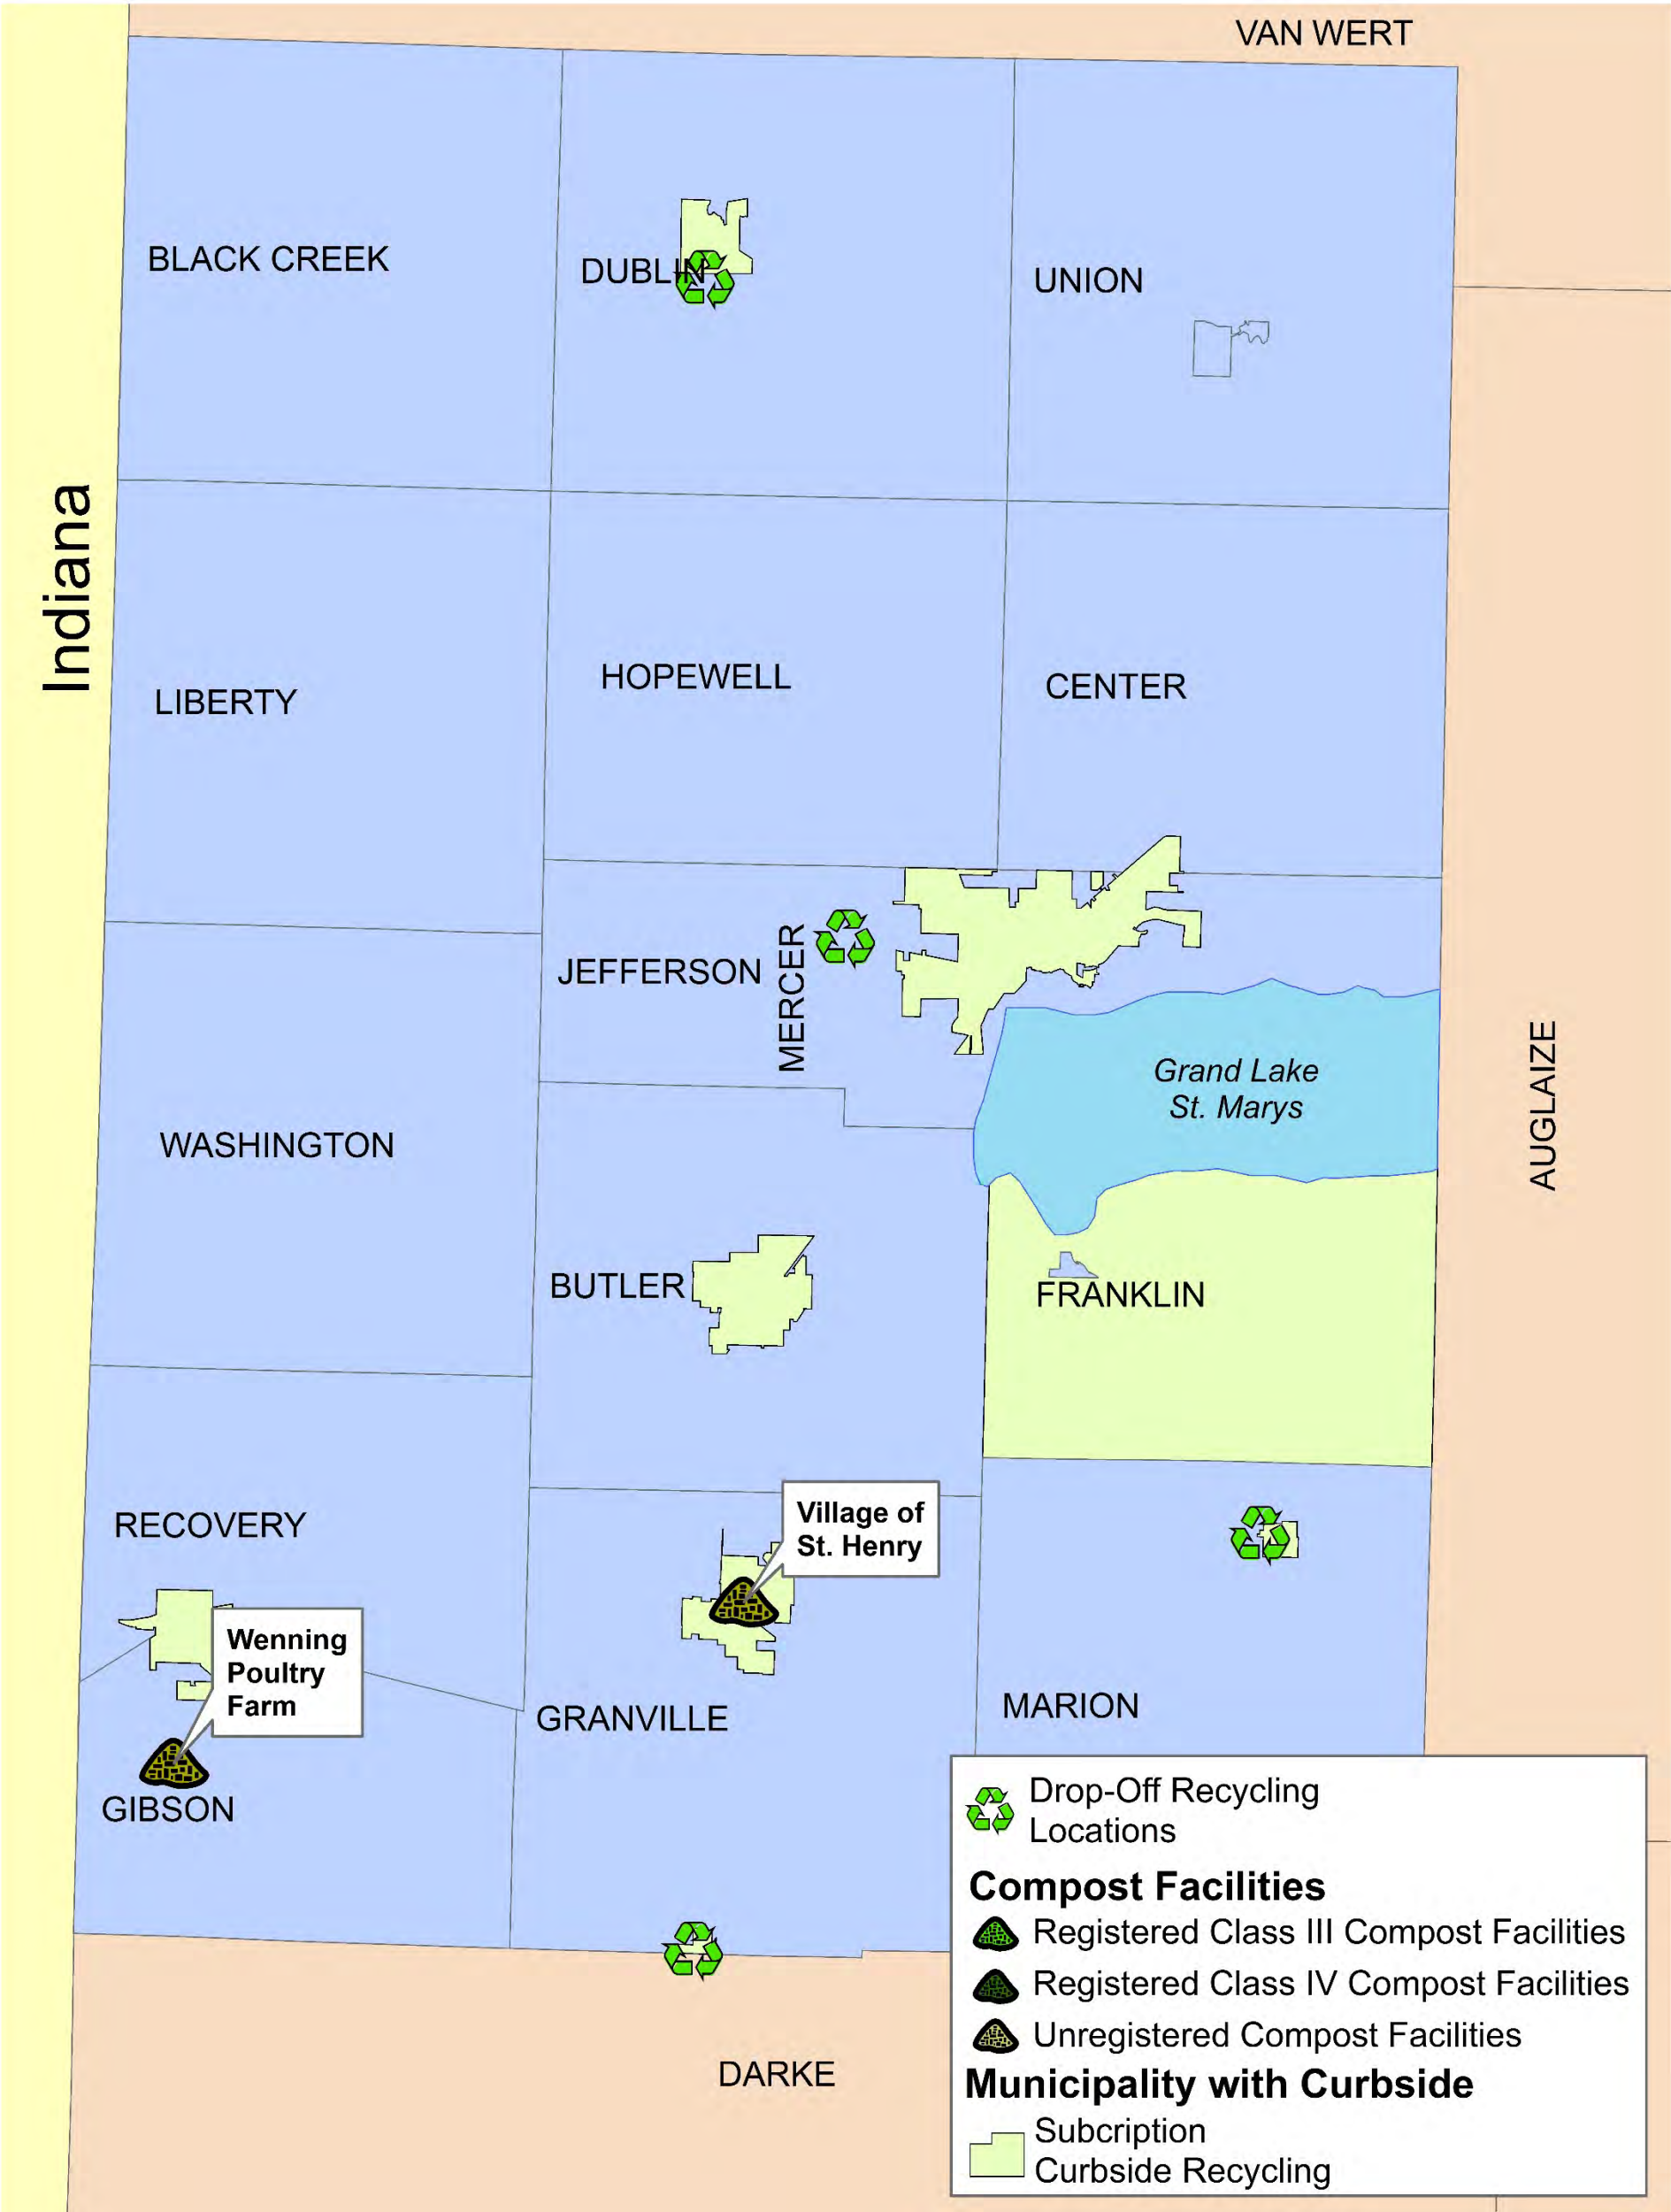 VAN WERT
BLACK CREEK
DUBLIN
UNION
Indiana
LIBERTY
HOPEWELL
CENTER
JEFFERSON
MERCER
Grand Lake
St. Marys
AUGLAIZE
WASHINGTON
BUTLER
FRANKLIN
RECOVERY
Village of
St. Henry
Wenning
Poultry
Farm
GRANVILLE
MARION
GIBSON
DARKE
Drop-Off Recycling
Locations
Compost Facilities
Registered Class III Compost Facilities
Registered Class IV Compost Facilities
Unregistered Compost Facilities
Municipality with Curbside
Subcription
Curbside Recycling